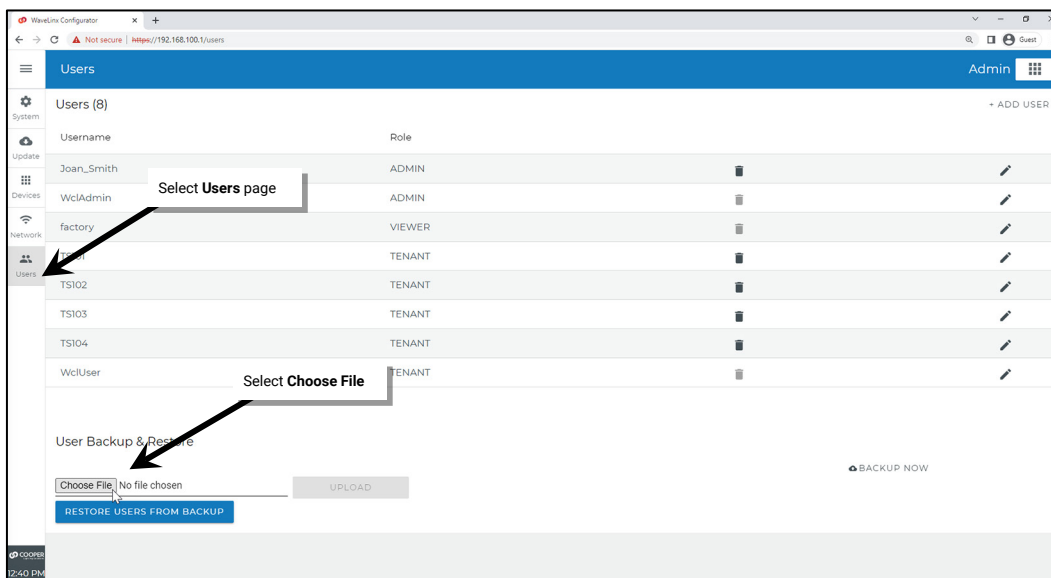 WaveLinx Configurator
Not secure | https://192.168.100.1/users
Guest
Users
Admin
System
Update
Devices
Network
Users
Users (8)
+ ADD USER
Username Role
Joan_Smith ADMIN
Select Users page
WclAdmin ADMIN
factory VIEWER
TS101 TENANT
TS102 TENANT
TS103 TENANT
TS104 TENANT
WclUser TENANT
Select Choose File
User Backup & Restore
BACKUP NOW
Choose File No file chosen
UPLOAD
RESTORE USERS FROM BACKUP
COOPER
12:40 PM